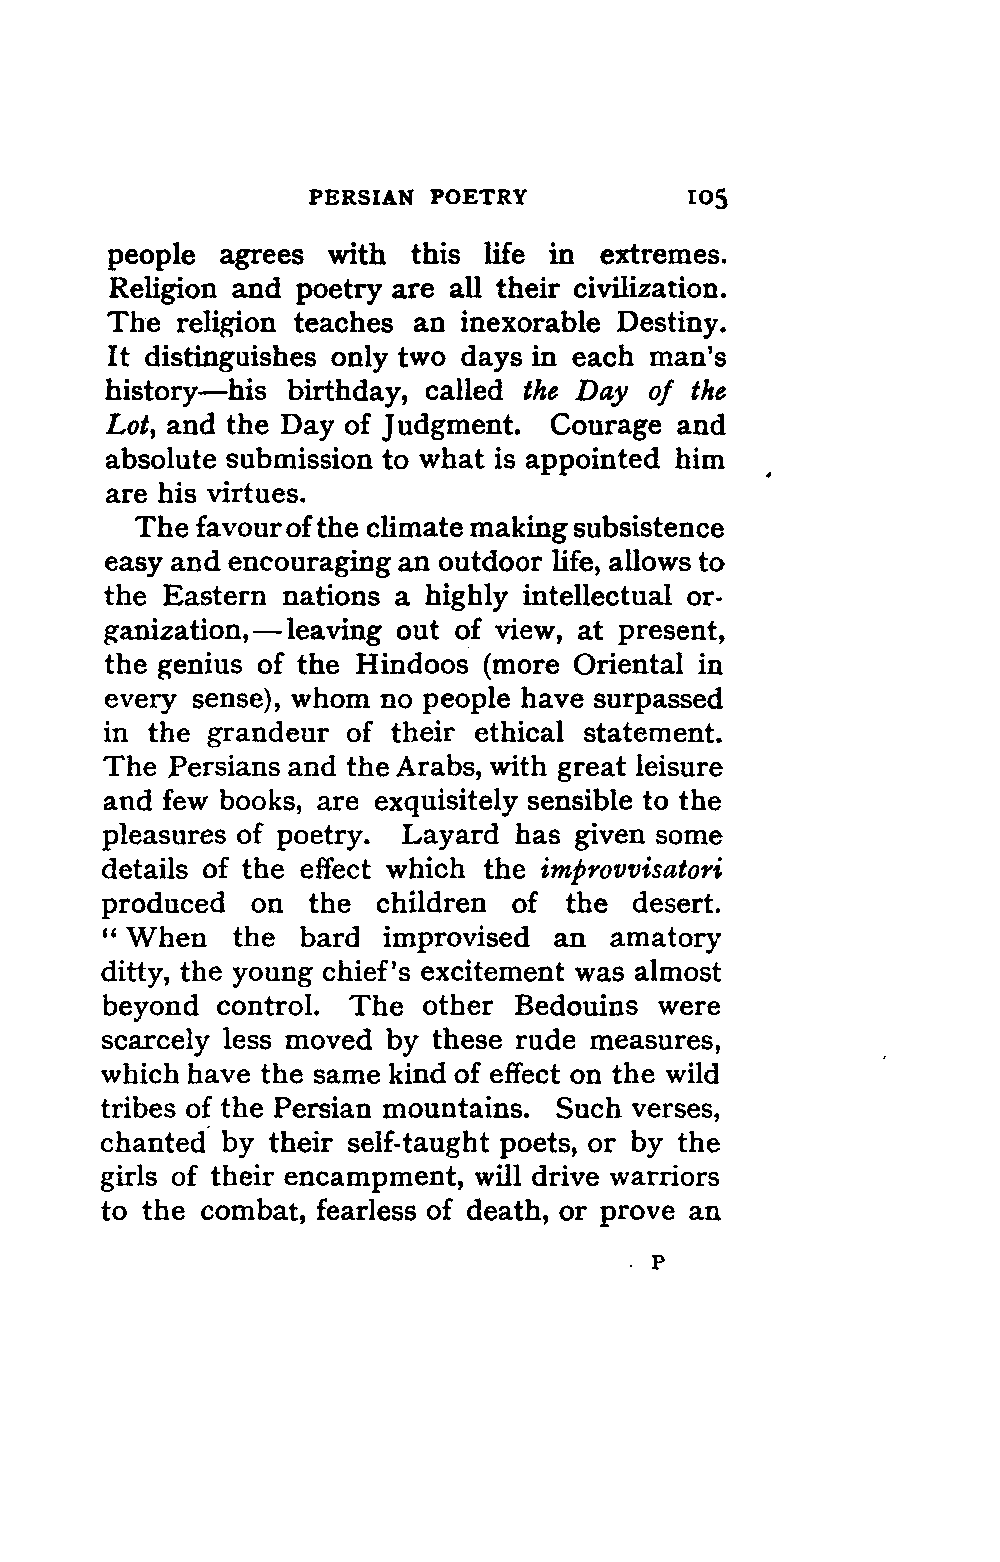 PERSIAN POETRY 105
people agrees with this life in extremes.
Religion and poetry are all their civilization.
The religion teaches an inexorable Destiny.
It distinguishes only two days in each man's
history—his birthday, called the Day of the
Lot, and the Day of Judgment. Courage and
absolute submission to what is appointed him
are his virtues.
The favour of the climate making subsistence
easy and encouraging an outdoor life, allows to
the Eastern nations a highly intellectual or-
ganization,—leaving out of view, at present,
the genius of the Hindoos (more Oriental in
every sense), whom no people have surpassed
in the grandeur of their ethical statement.
The Persians and the Arabs, with great leisure
and few books, are exquisitely sensible to the
pleasures of poetry. Layard has given some
details of the effect which the improvvisatori
produced on the children of the desert.
“ When the bard improvised an amatory
ditty, the young chief's excitement was almost
beyond control. The other Bedouins were
scarcely less moved by these rude measures,
which have the same kind of effect on the wild
tribes of the Persian mountains. Such verses,
chanted by their self-taught poets, or by the
girls of their encampment, will drive warriors
to the combat, fearless of death, or prove an
P